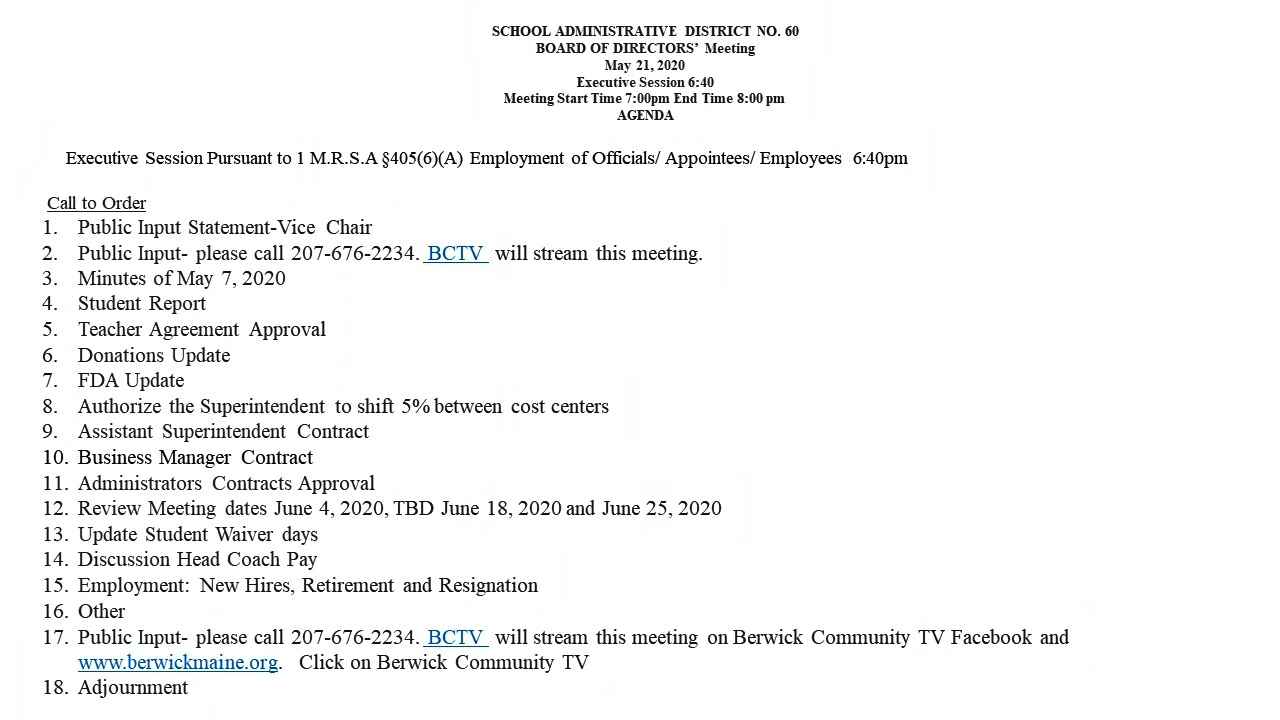 SCHOOL ADMINISTRATIVE DISTRICT NO. 60
BOARD OF DIRECTORS' Meeting
May 21, 2020
Executive Session 6:40
Meeting Start Time 7:00pm End Time 8:00 pm
AGENDA
Executive Session Pursuant to 1 M.R.S.A §405(6)(A) Employment of Officials/ Appointees/ Employees 6:40pm
Call to Order
1. Public Input Statement-Vice Chair
2. Public Input- please call 207-676-2234. BCTV will stream this meeting.
3. Minutes of May 7, 2020
4. Student Report
5. Teacher Agreement Approval
6. Donations Update
7. FDA Update
8. Authorize the Superintendent to shift 5% between cost centers
9. Assistant Superintendent Contract
10. Business Manager Contract
11. Administrators Contracts Approval
12. Review Meeting dates June 4, 2020, TBD June 18, 2020 and June 25, 2020
13. Update Student Waiver days
14. Discussion Head Coach Pay
15. Employment: New Hires, Retirement and Resignation
16. Other
17. Public Input- please call 207-676-2234. BCTV will stream this meeting on Berwick Community TV Facebook and
www.berwickmaine.org. Click on Berwick Community TV
18. Adjournment